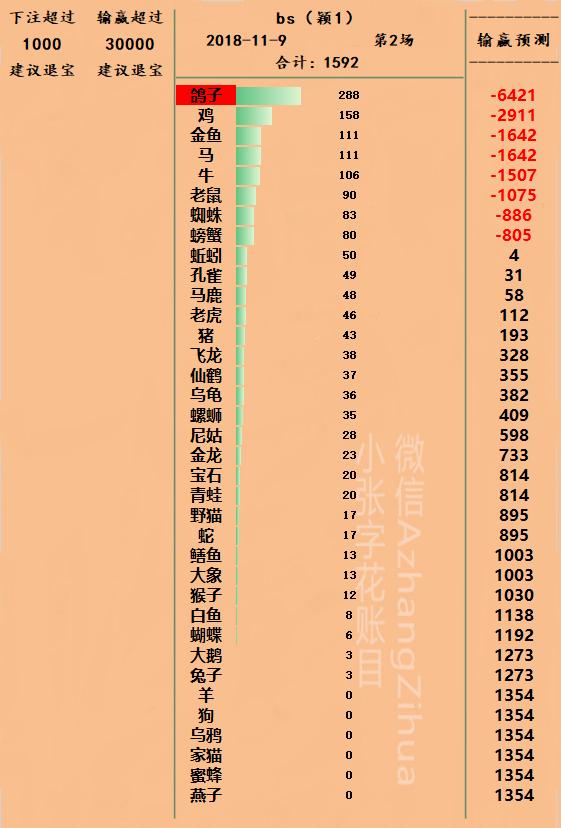 下注超过 输赢超过
1000 30000
建议退宝 建议退宝
bs（颖1）
2018-11-9 第2场
合计：1592
输赢预测
鸽子 288 -6421
鸡 158 -2911
金鱼 111 -1642
马 111 -1642
牛 106 -1507
老鼠 90 -1075
蜘蛛 83 -886
螃蟹 80 -805
蚯蚓 50 4
孔雀 49 31
马鹿 48 58
老虎 46 112
猪 43 193
飞龙 38 328
仙鹤 37 355
乌龟 36 382
螺蛳 35 409
尼姑 28 598
金龙 23 733
宝石 20 814
青蛙 20 814
野猫 17 895
蛇 17 895
鳝鱼 13 1003
大象 13 1003
猴子 12 1030
白鱼 8 1138
蝴蝶 6 1192
大鹅 3 1273
兔子 3 1273
羊 0 1354
狗 0 1354
乌鸦 0 1354
家猫 0 1354
蜜蜂 0 1354
燕子 0 1354
微信AzhangZihua
小张字花账目